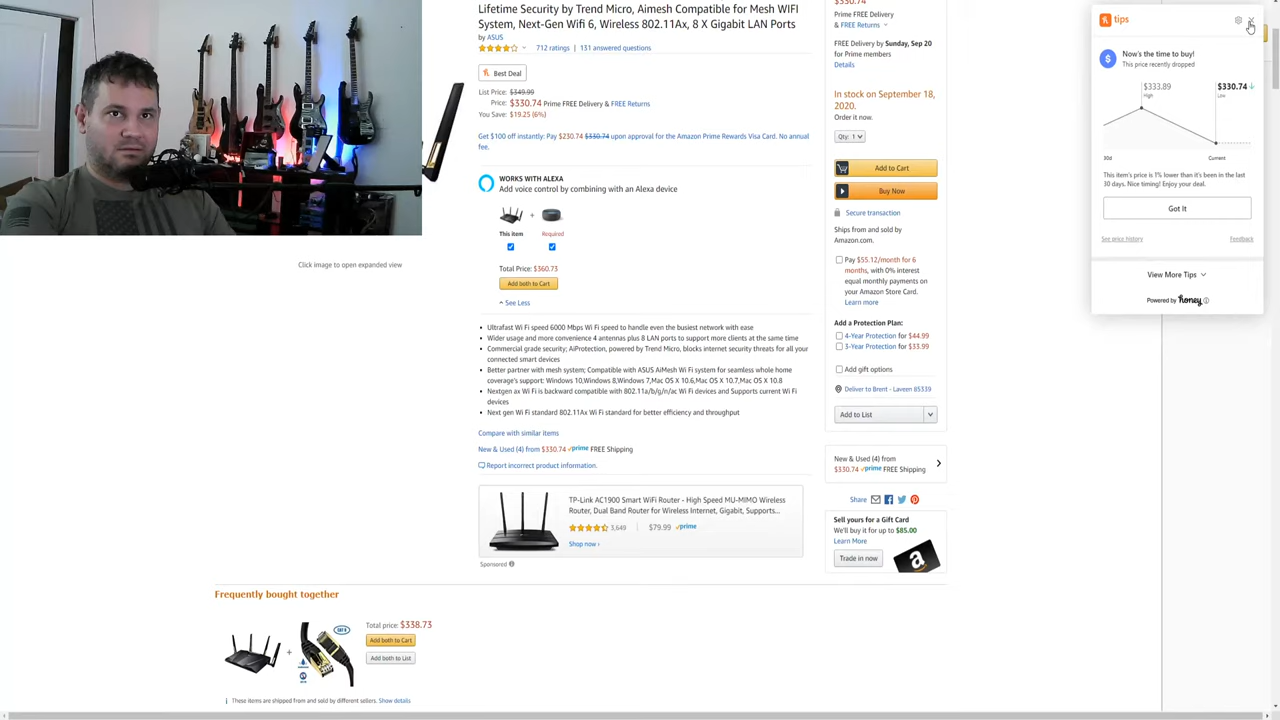 Lifetime Security by Trend Micro, Aimesh Compatible for Mesh WIFI
System, Next-Gen Wifi 6, Wireless 802.11Ax, 8 X Gigabit LAN Ports
by ASUS
712 ratings | 131 answered questions
Best Deal
List Price: $349.99
Price: $330.74 Prime FREE Delivery & FREE Returns
You Save: $19.25 (6%)
Get $100 off instantly: Pay $230.74 $330.74 upon approval for the Amazon Prime Rewards Visa Card. No annual
fee.
WORKS WITH ALEXA
Add voice control by combining with an Alexa device
+
This item
Required
Total Price: $360.73
Add both to Cart
See Less
Ultrafast Wi Fi speed 6000 Mbps Wi Fi speed to handle even the busiest network with ease
Wider usage and more convenience 4 antennas plus 8 LAN ports to support more clients at the same time
Commercial grade security; AiProtection, powered by Trend Micro, blocks internet security threats for all your
connected smart devices
Better partner with mesh system; Compatible with ASUS AiMesh Wi Fi system for seamless whole home
coverage's support: Windows 10,Windows 8,Windows 7,Mac OS X 10.6,Mac OS X 10.7,Mac OS X 10.8
Nextgen ax Wi Fi is backward compatible with 802.11a/b/g/n/ac Wi Fi devices and Supports current Wi Fi
devices
Next gen Wi Fi standard 802.11Ax Wi Fi standard for better efficiency and throughput
Compare with similar items
New & Used (4) from $330.74 prime FREE Shipping
Report incorrect product information.
TP-Link AC1900 Smart WiFi Router - High Speed MU-MIMO Wireless
Router, Dual Band Router for Wireless Internet, Gigabit, Supports...
3,649 | $79.99 prime
Shop now ›
Sponsored
Click image to open expanded view
Frequently bought together
Total price: $338.73
+
Add both to Cart
Add both to List
These items are shipped from and sold by different sellers. Show details
$330.74
Prime FREE Delivery
& FREE Returns
FREE Delivery by Sunday, Sep 20
for Prime members
Details
In stock on September 18,
2020.
Order it now.
Qty: 1
Add to Cart
Buy Now
Secure transaction
Ships from and sold by
Amazon.com.
Pay $55.12/month for 6
months, with 0% interest
equal monthly payments on
your Amazon Store Card.
Learn more
Add a Protection Plan:
4-Year Protection for $44.99
3-Year Protection for $33.99
Add gift options
Deliver to Brent - Laveen 85339
Add to List
New & Used (4) from
$330.74 prime FREE Shipping
Share
Sell yours for a Gift Card
We'll buy it for up to $85.00
Learn More
Trade in now
tips
Now's the time to buy!
This price recently dropped
$333.89
High
$330.74
Low
30d
Current
This item's price is 1% lower than it's been in the last
30 days. Nice timing! Enjoy your deal.
Got It
See price history
Feedback
View More Tips
Powered by honey